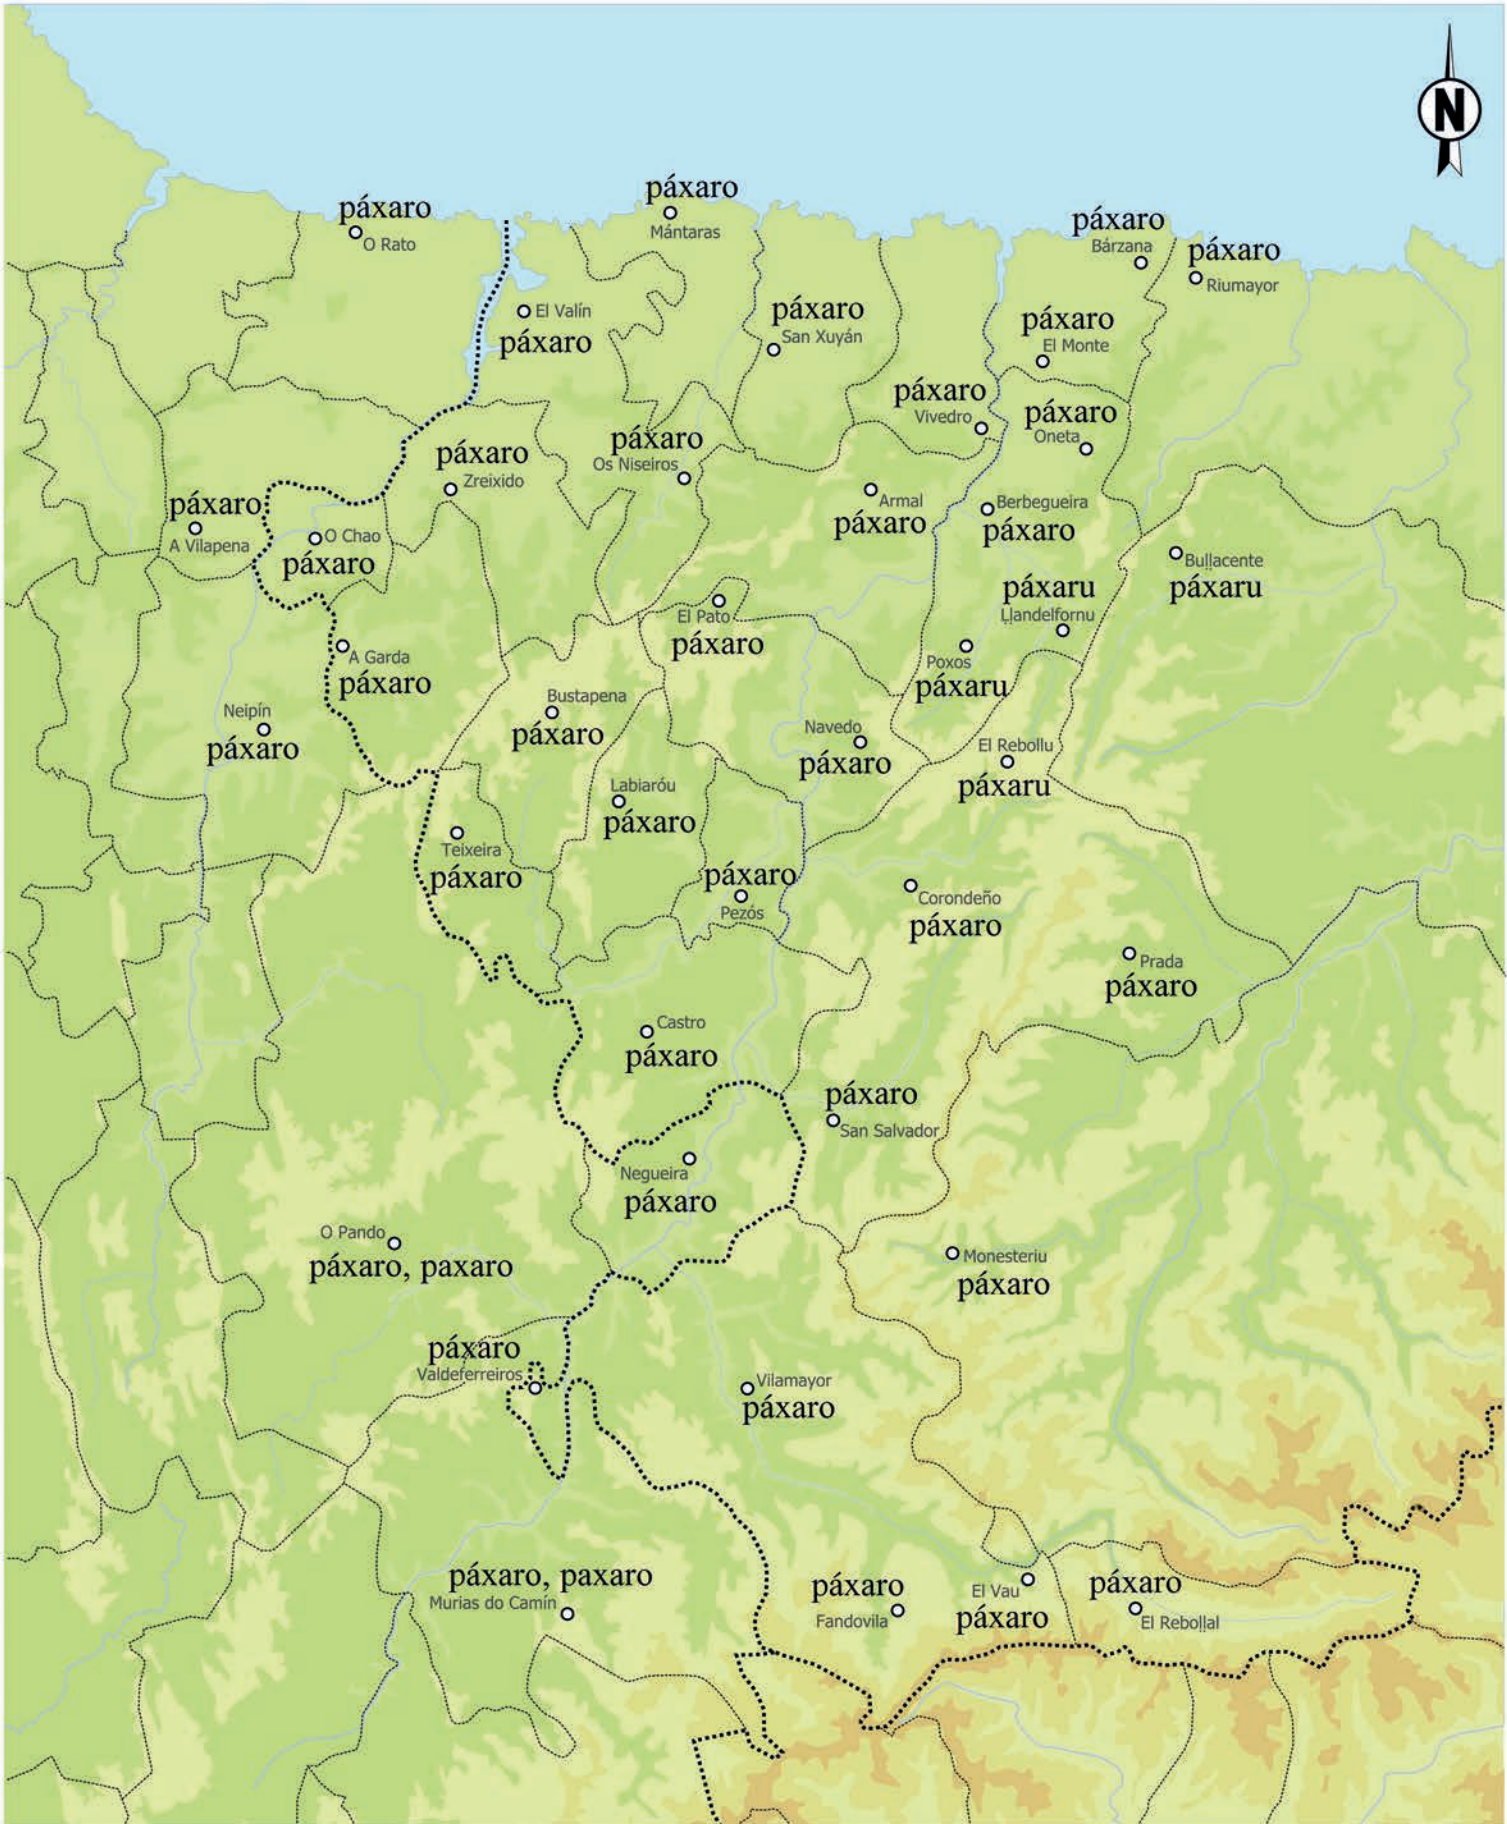 N
páxaro
Mántaras
páxaro
O Rato
páxaro
Bárzana
páxaro
Riumayor
El Valín
páxaro
páxaro
San Xuyán
páxaro
El Monte
páxaro
Vivedro
páxaro
Oneta
páxaro
Os Niseiros
páxaro
Zreixido
páxaro
A Vilapena
O Chao
páxaro
Armal
páxaro
Berbegueira
páxaro
Buḷḷacente
páxaru
páxaru
Ḷḷandelfornu
El Pato
páxaro
A Garda
páxaro
Poxos
páxaru
Neipín
páxaro
Bustapena
páxaro
Navedo
páxaro
El Rebollu
páxaru
Labiaróu
páxaro
Teixeira
páxaro
páxaro
Pezós
Corondeño
páxaro
Prada
páxaro
Castro
páxaro
páxaro
San Salvador
Negueira
páxaro
O Pando
páxaro, paxaro
Monesteriu
páxaro
páxaro
Valdeferreiros
Vilamayor
páxaro
páxaro, paxaro
Murias do Camín
páxaro
Fandovila
El Vau
páxaro
páxaro
El Reboḷḷal